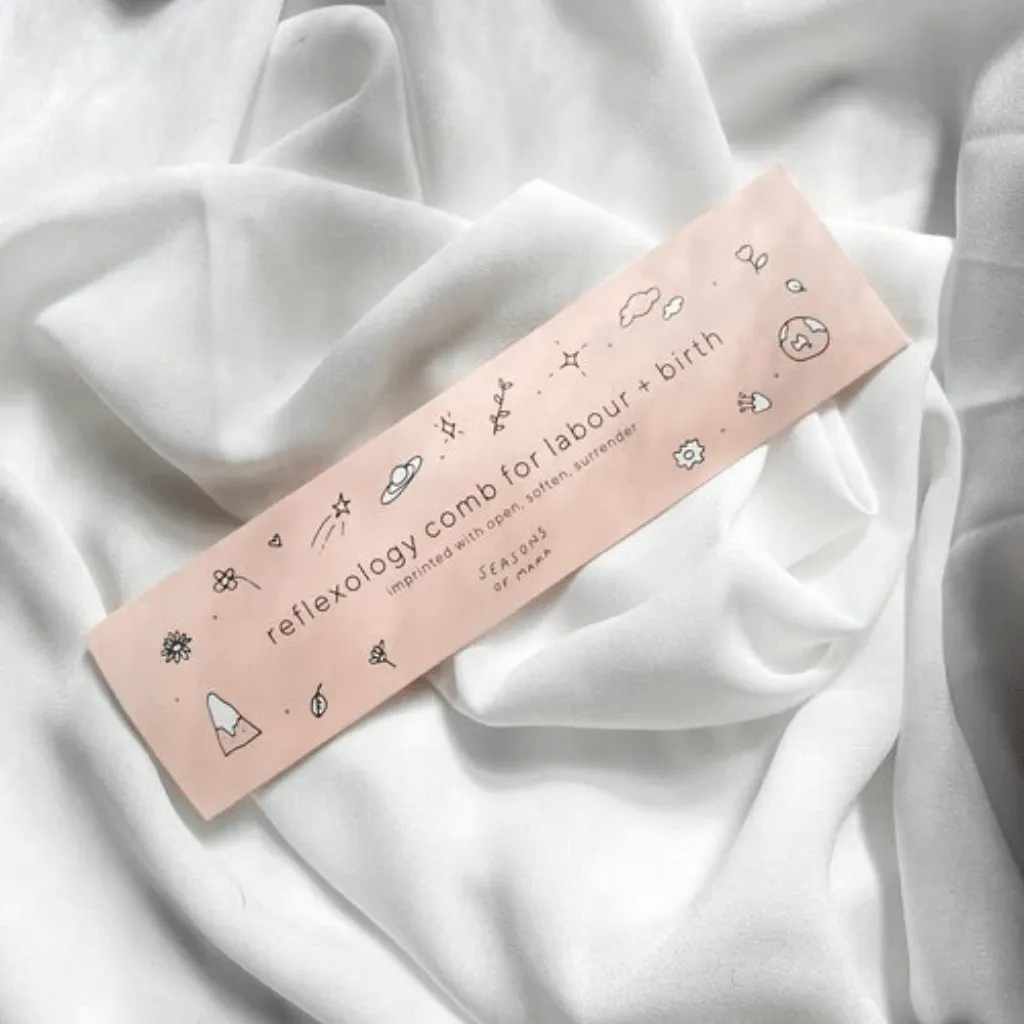 reflexology comb for labour + birth
imprinted with open, soften, surrender
SEASONS
OF MAMA